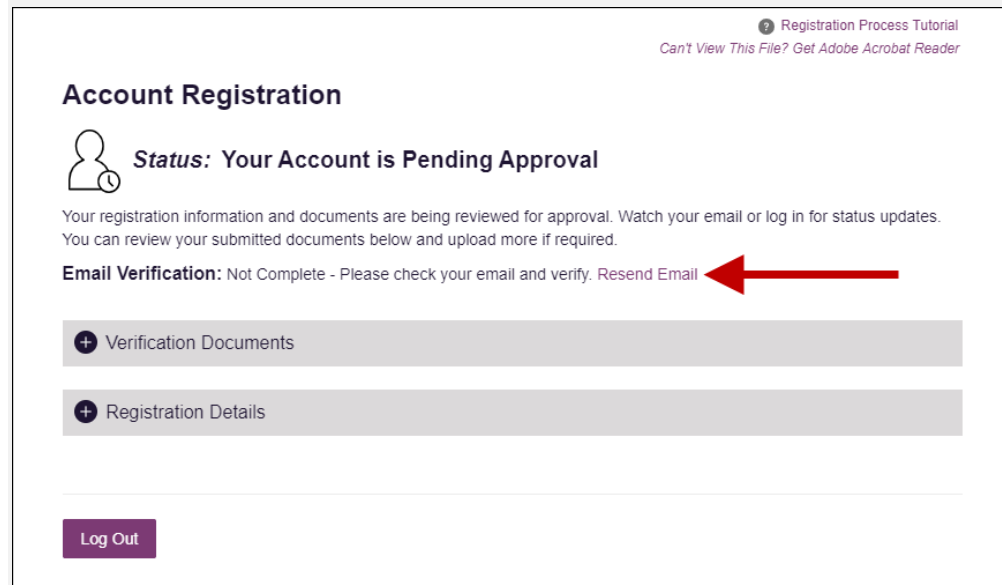 Registration Process Tutorial
Can't View This File? Get Adobe Acrobat Reader
Account Registration
Status: Your Account is Pending Approval
Your registration information and documents are being reviewed for approval. Watch your email or log in for status updates.
You can review your submitted documents below and upload more if required.
Email Verification: Not Complete - Please check your email and verify. Resend Email
Verification Documents
Registration Details
Log Out